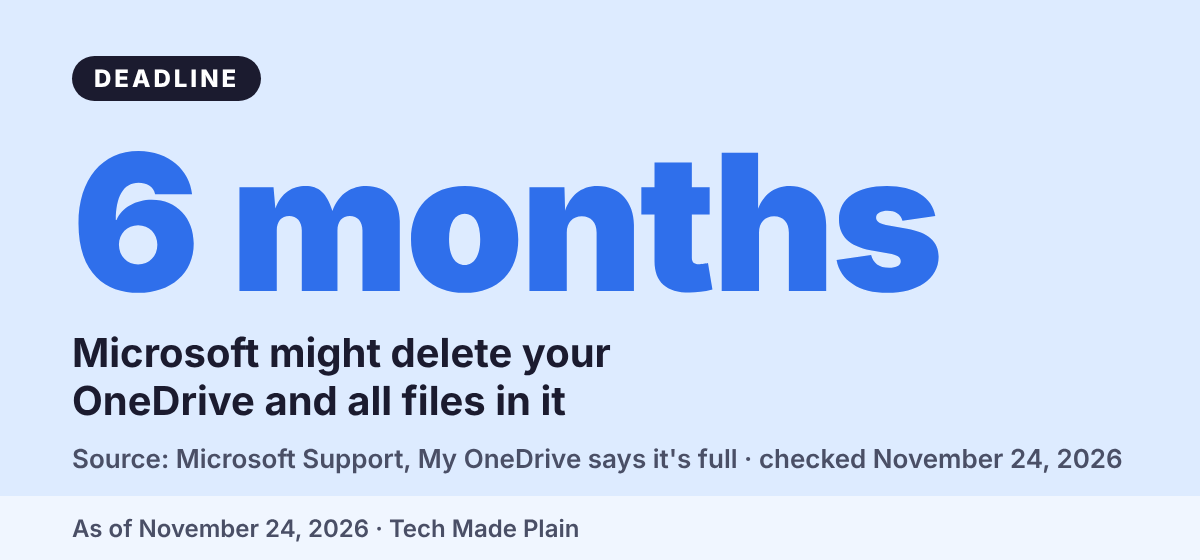 DEADLINE
6 months
Microsoft might delete your
OneDrive and all files in it
Source: Microsoft Support, My OneDrive says it's full · checked November 24, 2026
As of November 24, 2026 · Tech Made Plain